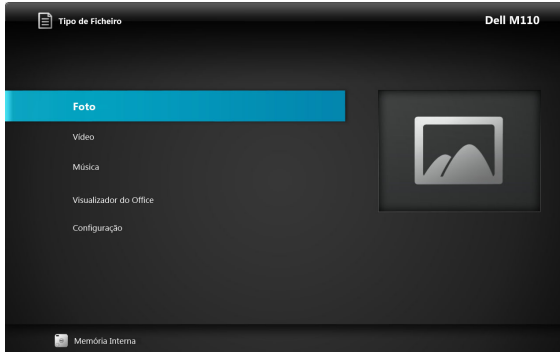 Tipo de Ficheiro
Dell M110
Foto
Vídeo
Música
Visualizador do Office
Configuração
Memória Interna